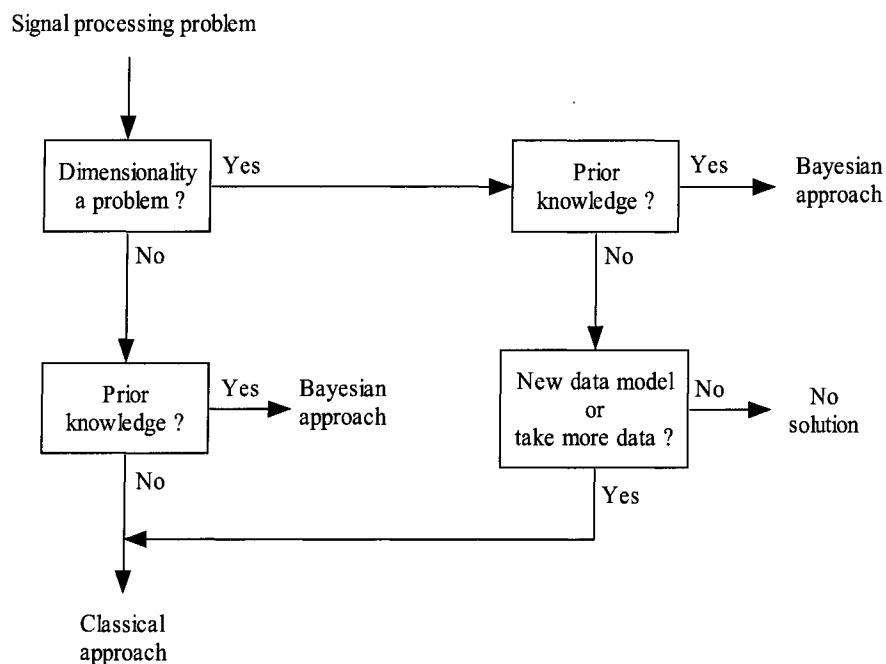 Signal processing problem
Dimensionality
a problem ?
Yes
Prior
knowledge ?
Yes
Bayesian
approach
No
No
Prior
knowledge ?
Yes
Bayesian
approach
New data model
or
take more data ?
No
No
solution
No
Yes
Classical
approach